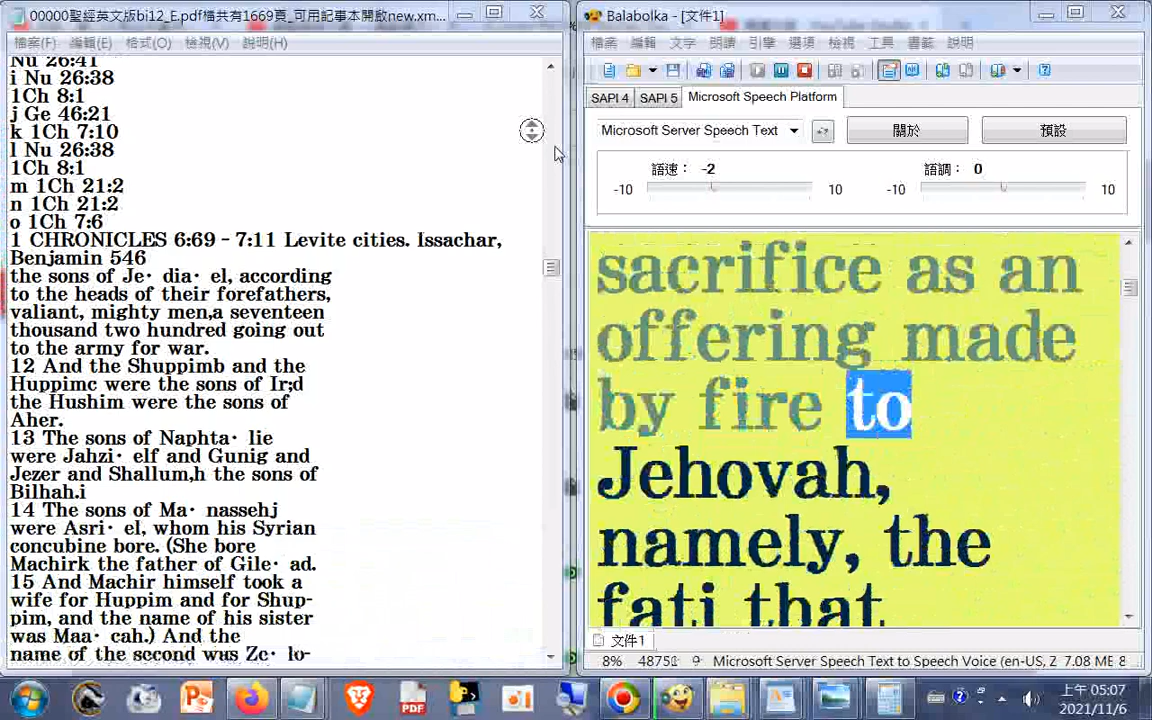 00000聖經英文版bi12_E.pdf檔共有1669頁_可用記事本開啟new.xm...
檔案(F) 編輯(E) 格式(O) 檢視(V) 說明(H)
Nu 26:41
i Nu 26:38
1Ch 8:1
j Ge 46:21
k 1Ch 7:10
l Nu 26:38
1Ch 8:1
m 1Ch 21:2
n 1Ch 21:2
o 1Ch 7:6
1 CHRONICLES 6:69 - 7:11 Levite cities. Issachar,
Benjamin 546
the sons of Je· dia· el, according
to the heads of their forefathers,
valiant, mighty men,a seventeen
thousand two hundred going out
to the army for war.
12 And the Shuppimb and the
Huppimc were the sons of Ir;d
the Hushim were the sons of
Aher.
13 The sons of Naphta· lie
were Jahzi· elf and Gunig and
Jezer and Shallum,h the sons of
Bilhah.i
14 The sons of Ma· nassehj
were Asri· el, whom his Syrian
concubine bore. (She bore
Machirk the father of Gile· ad.
15 And Machir himself took a
wife for Huppim and for Shup-
pim, and the name of his sister
was Maa· cah.) And the
name of the second was Ze· lo-
Balabolka - [文件1]
檔案 編輯 文字 朗讀 引擎 選項 檢視 工具 書籤 說明
SAPI 4 SAPI 5 Microsoft Speech Platform
Microsoft Server Speech Text 關於 預設
語速： -2 語調： 0
-10 10 -10 10
sacrifice as an
offering made
by fire to
Jehovah,
namely, the
fati that
文件1
8% 48751 Microsoft Server Speech Text to Speech Voice (en-US, Z 7.08 MB 8
上午 05:07
2021/11/6